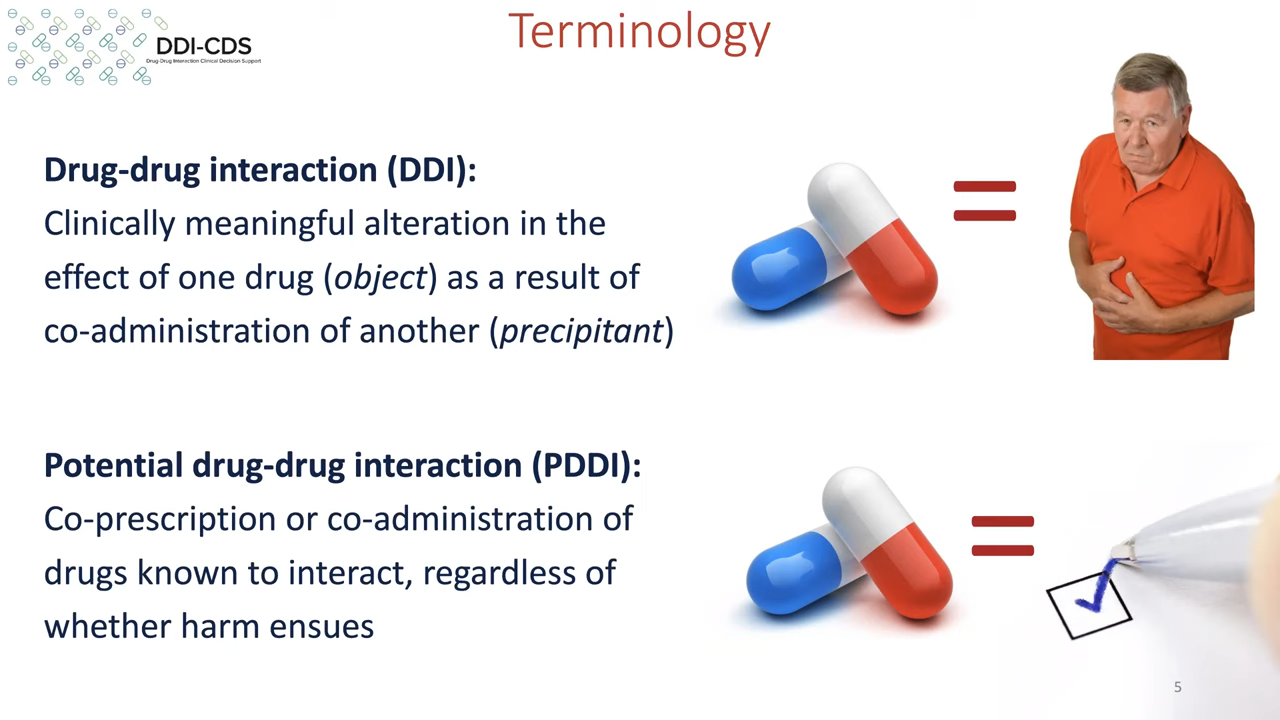 Terminology
DDI-CDS
Drug-Drug Interaction Clinical Decision Support
Drug-drug interaction (DDI):
Clinically meaningful alteration in the
effect of one drug (object) as a result of
co-administration of another (precipitant)
Potential drug-drug interaction (PDDI):
Co-prescription or co-administration of
drugs known to interact, regardless of
whether harm ensues
5